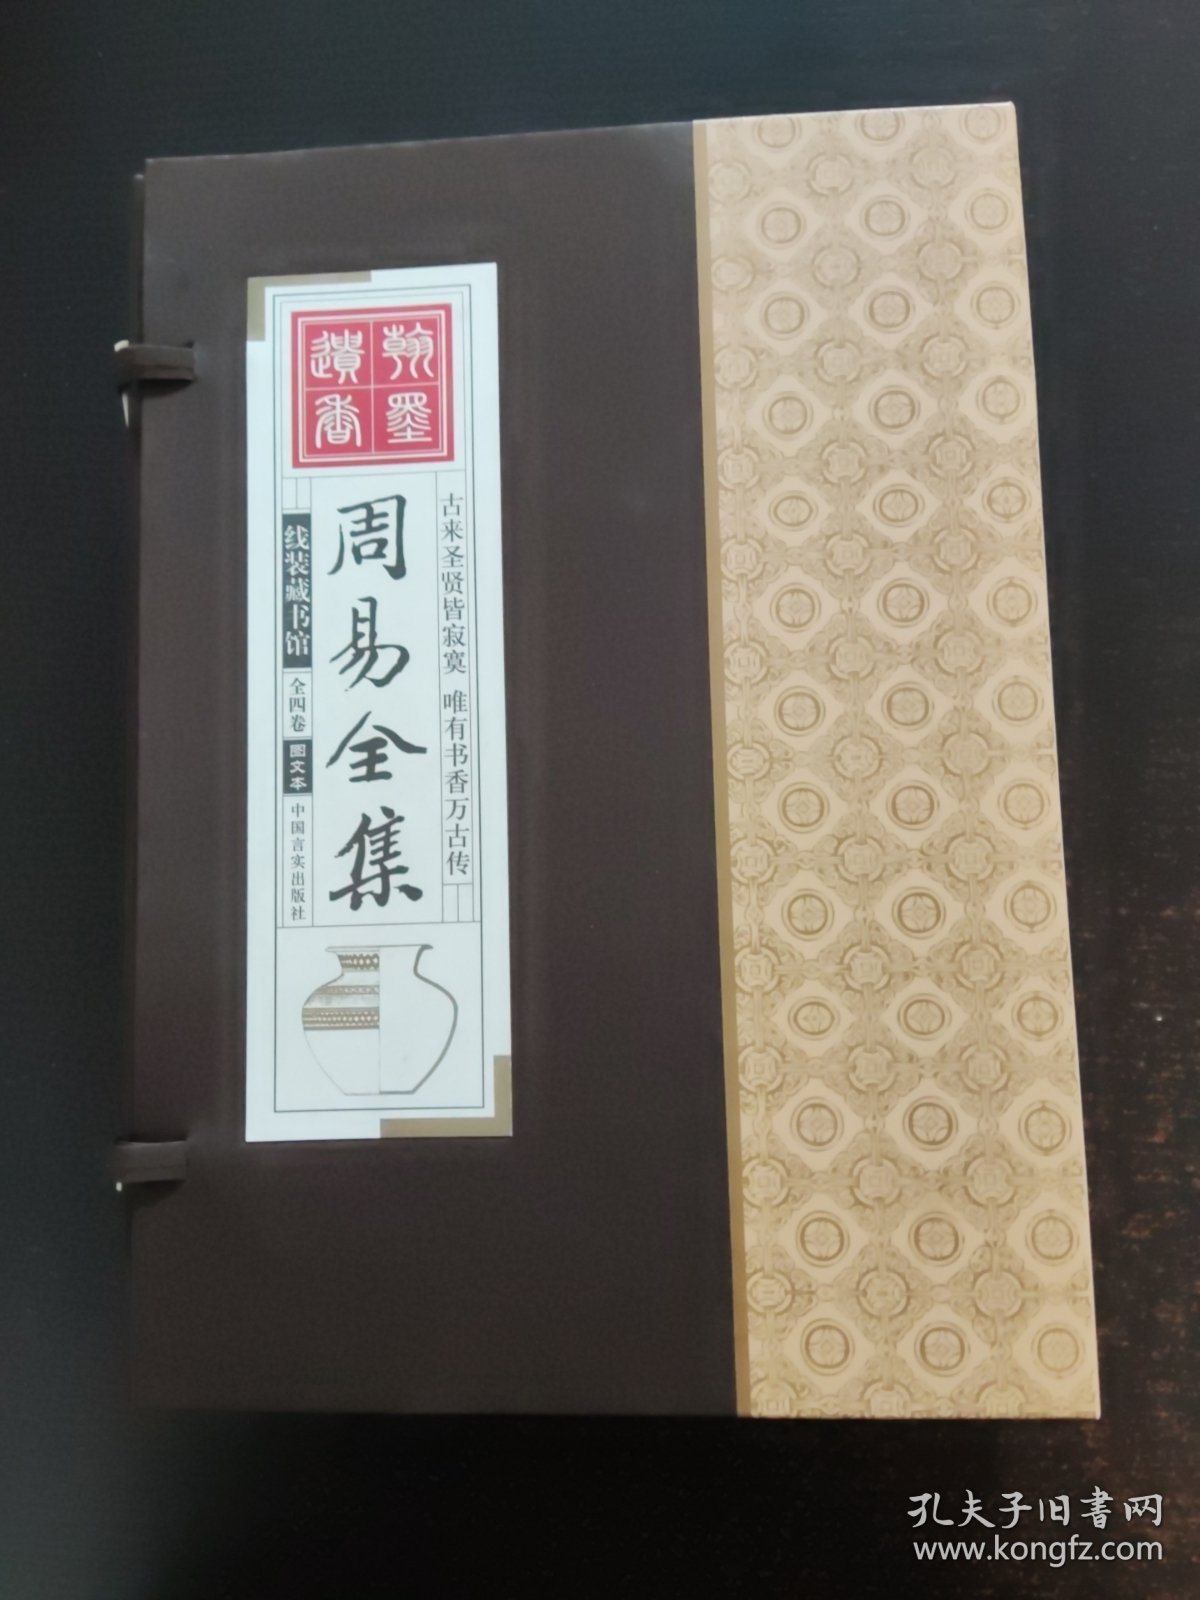 翰墨
遺香
古来圣贤皆寂寞 唯有书香万古传
周易全集
线装藏书馆
全四卷
图文本
中国言实出版社
孔夫子旧書网
www.kongfz.com